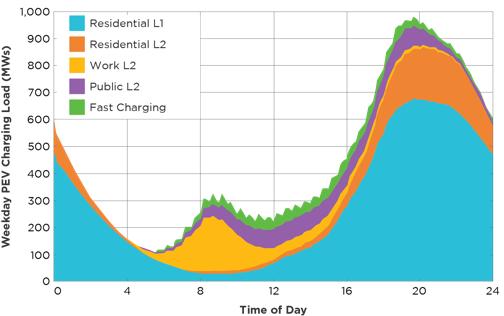 Weekday PEV Charging Load (MWs)
1,000
900
800
700
600
500
400
300
200
100
0
Residential L1
Residential L2
Work L2
Public L2
Fast Charging
0 4 8 12 16 20 24
Time of Day